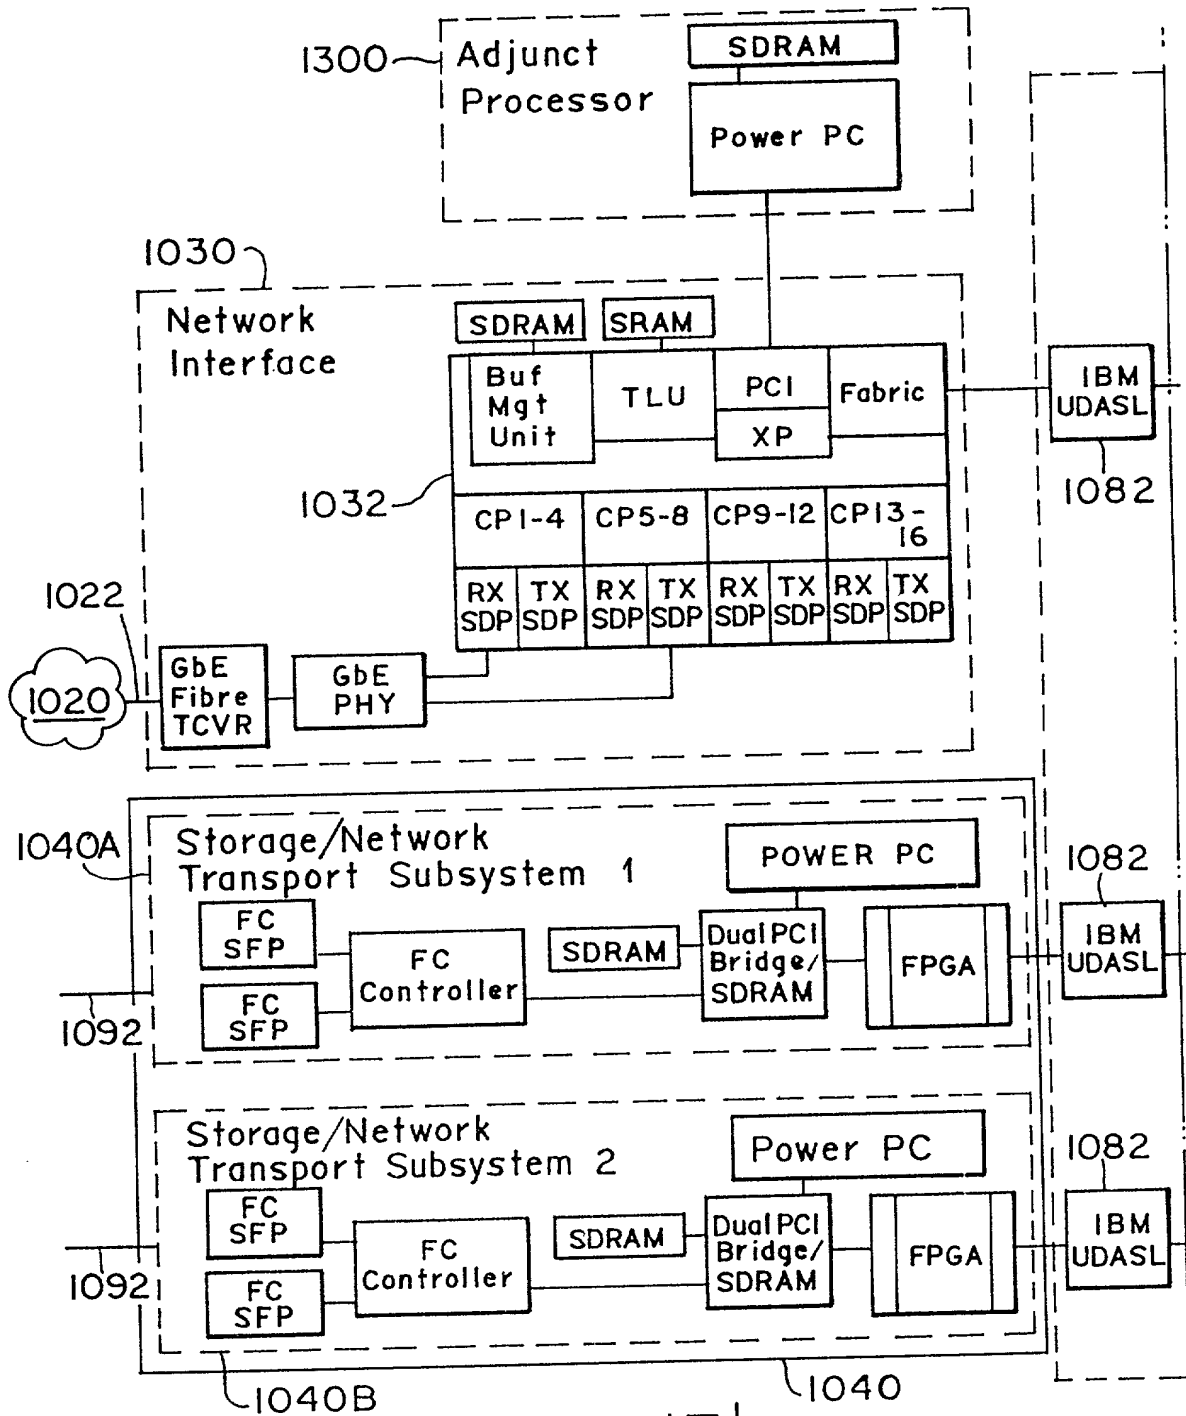 1300
Adjunct
Processor
SDRAM
Power PC
1030
Network
Interface
SDRAM
SRAM
Buf
Mgt
Unit
TLU
PCI
XP
Fabric
IBM
UDASL
1082
1032
CP1-4
CP5-8
CP9-12
CP13-
16
RX
SDP
TX
SDP
RX
SDP
TX
SDP
RX
SDP
TX
SDP
RX
SDP
TX
SDP
1022
1020
GbE
Fibre
TCVR
GbE
PHY
1040A
Storage/Network
Transport Subsystem 1
POWER PC
1082
FC
SFP
FC
SFP
FC
Controller
SDRAM
Dual PCI
Bridge/
SDRAM
FPGA
IBM
UDASL
1092
Storage/Network
Transport Subsystem 2
Power PC
1082
FC
SFP
FC
SFP
FC
Controller
SDRAM
Dual PCI
Bridge/
SDRAM
FPGA
IBM
UDASL
1092
1040B
1040